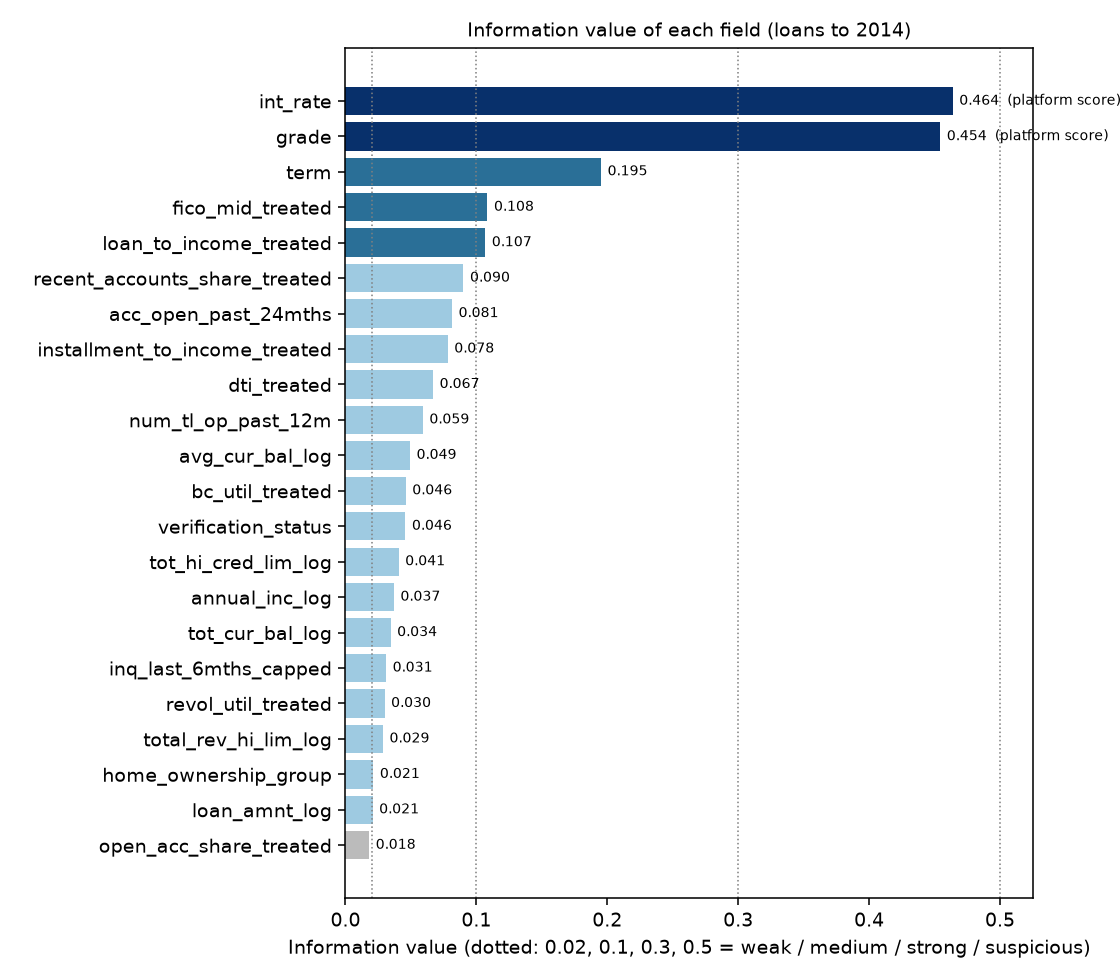 Information value of each field (loans to 2014)
int_rate 0.464 (platform score)
grade 0.454 (platform score)
term 0.195
fico_mid_treated 0.108
loan_to_income_treated 0.107
recent_accounts_share_treated 0.090
acc_open_past_24mths 0.081
installment_to_income_treated 0.078
dti_treated 0.067
num_tl_op_past_12m 0.059
avg_cur_bal_log 0.049
bc_util_treated 0.046
verification_status 0.046
tot_hi_cred_lim_log 0.041
annual_inc_log 0.037
tot_cur_bal_log 0.034
inq_last_6mths_capped 0.031
revol_util_treated 0.030
total_rev_hi_lim_log 0.029
home_ownership_group 0.021
loan_amnt_log 0.021
open_acc_share_treated 0.018
0.0 0.1 0.2 0.3 0.4 0.5
Information value (dotted: 0.02, 0.1, 0.3, 0.5 = weak / medium / strong / suspicious)